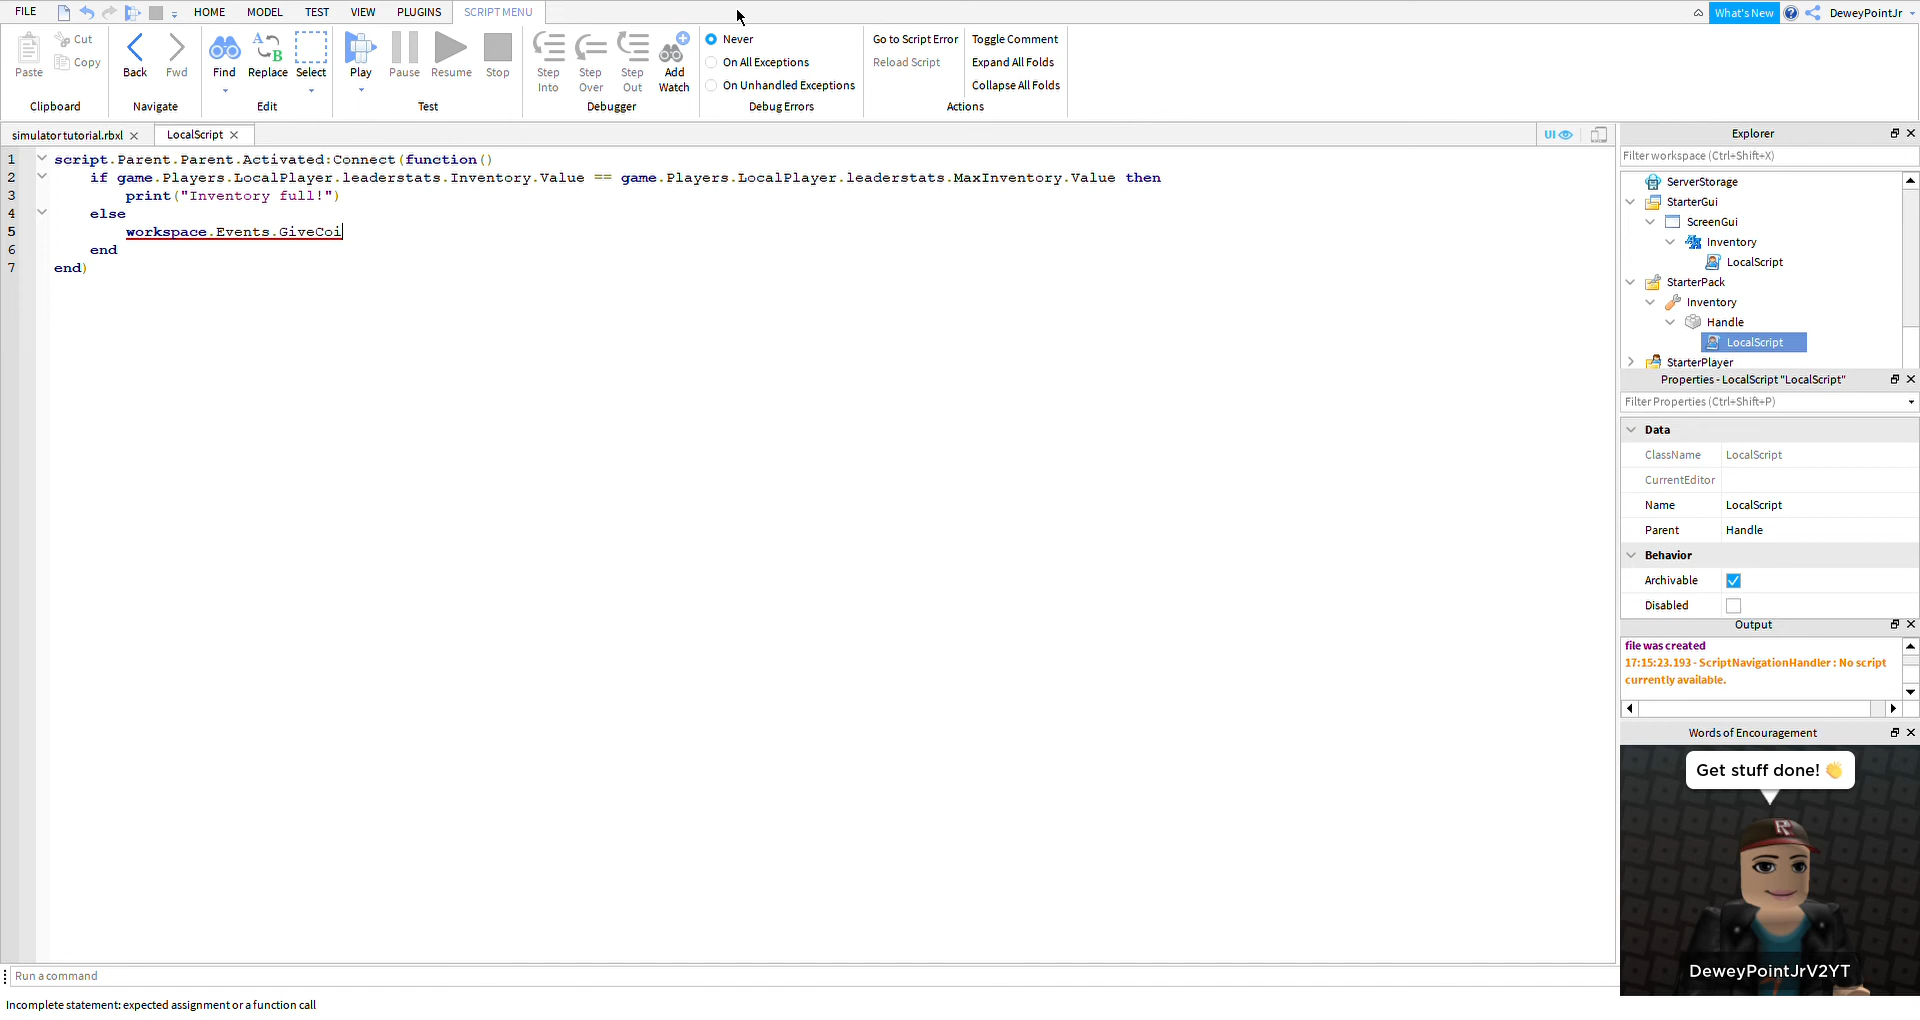 FILE HOME MODEL TEST VIEW PLUGINS SCRIPT MENU What's New DeweyPointJr
Paste Cut Copy Clipboard
Back Fwd Navigate
Find Replace Select Edit
Play Pause Resume Stop Test
Step Into Step Over Step Out Add Watch Debugger
Never
On All Exceptions
On Unhandled Exceptions
Debug Errors
Go to Script Error Toggle Comment
Reload Script Expand All Folds
Collapse All Folds
Actions
simulator tutorial.rbxl LocalScript UI
1 script.Parent.Parent.Activated:Connect(function()
2 if game.Players.LocalPlayer.leaderstats.Inventory.Value == game.Players.LocalPlayer.leaderstats.MaxInventory.Value then
3 print("Inventory full!")
4 else
5 workspace.Events.GiveCoi
6 end
7 end)
Explorer
Filter workspace (Ctrl+Shift+X)
ServerStorage
StarterGui
ScreenGui
Inventory
LocalScript
StarterPack
Inventory
Handle
LocalScript
StarterPlayer
Properties - LocalScript "LocalScript"
Filter Properties (Ctrl+Shift+P)
Data
ClassName LocalScript
CurrentEditor
Name LocalScript
Parent Handle
Behavior
Archivable
Disabled
Output
file was created
17:15:23.193 - ScriptNavigationHandler : No script
currently available.
Words of Encouragement
Get stuff done! 👏
R
DeweyPointJrV2YT
Run a command
Incomplete statement: expected assignment or a function call